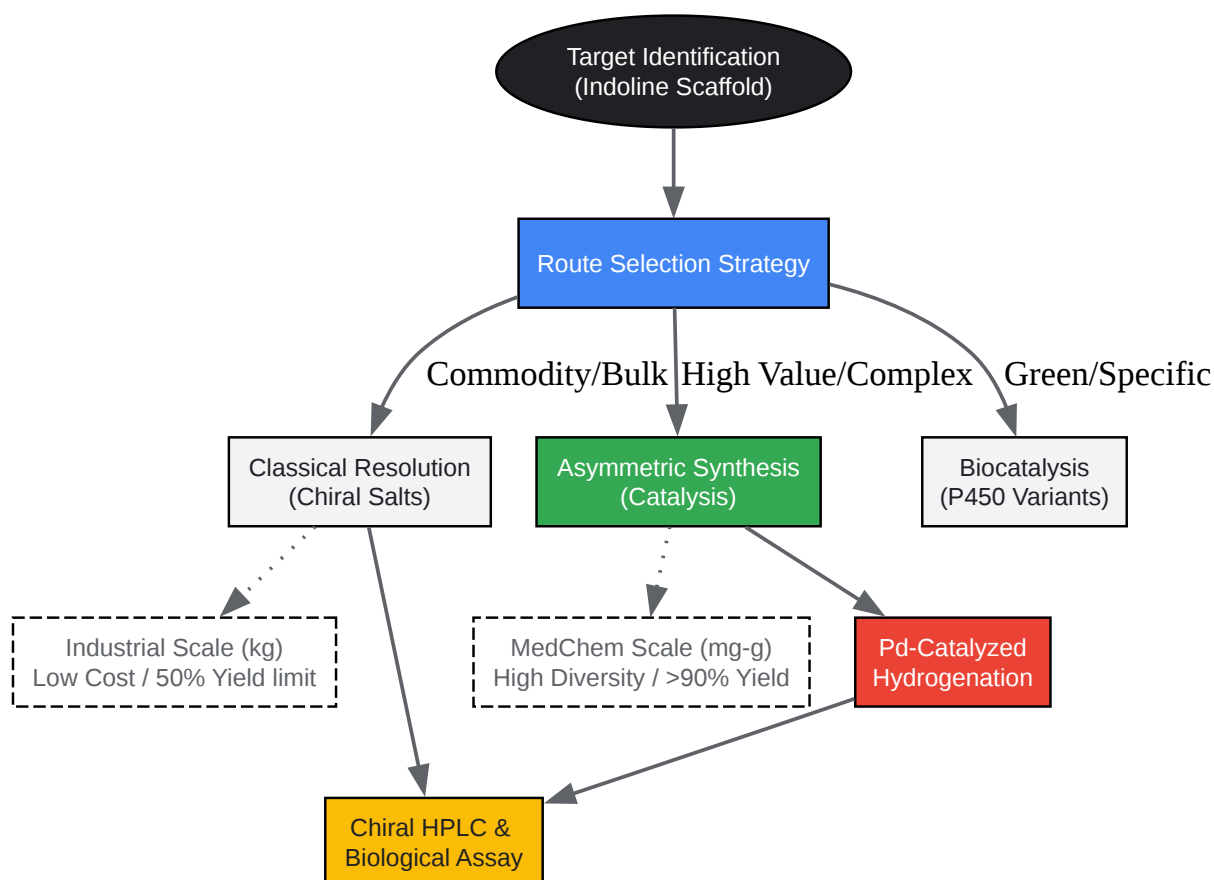 Target Identification
(Indoline Scaffold)
Route Selection Strategy
Commodity/Bulk
High Value/Complex
Green/Specific
Classical Resolution
(Chiral Salts)
Asymmetric Synthesis
(Catalysis)
Biocatalysis
(P450 Variants)
Industrial Scale (kg)
Low Cost / 50% Yield limit
MedChem Scale (mg-g)
High Diversity / >90% Yield
Pd-Catalyzed
Hydrogenation
Chiral HPLC &
Biological Assay